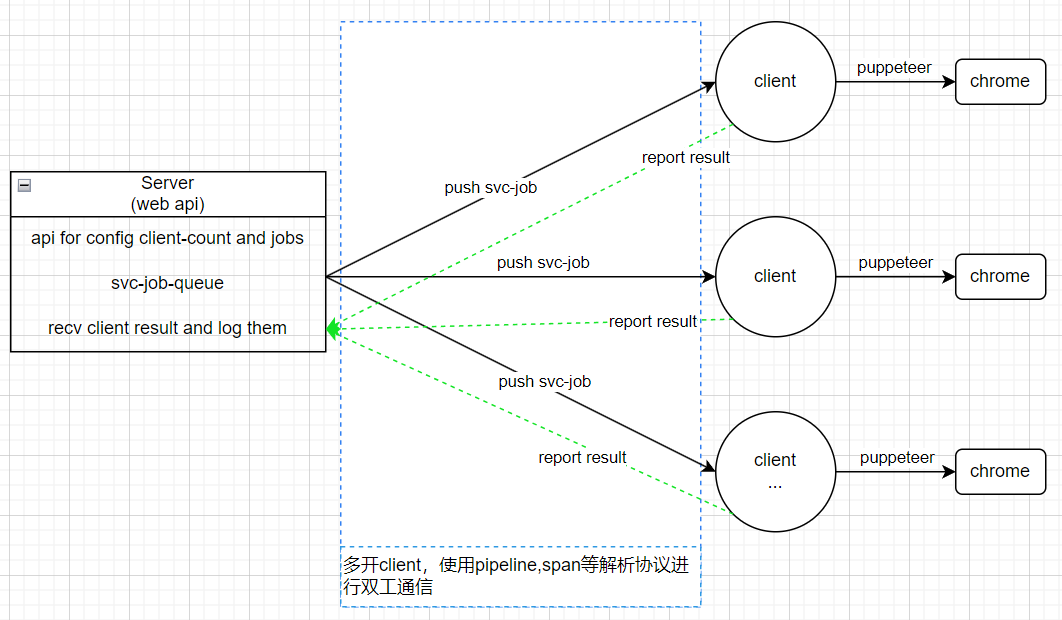 Server
(web api)
api for config client-count and jobs
svc-job-queue
recv client result and log them
push svc-job
report result
client
puppeteer
chrome
push svc-job
report result
client
puppeteer
chrome
push svc-job
report result
client
...
puppeteer
chrome
多开client，使用pipeline,span等解析协议进
行双工通信